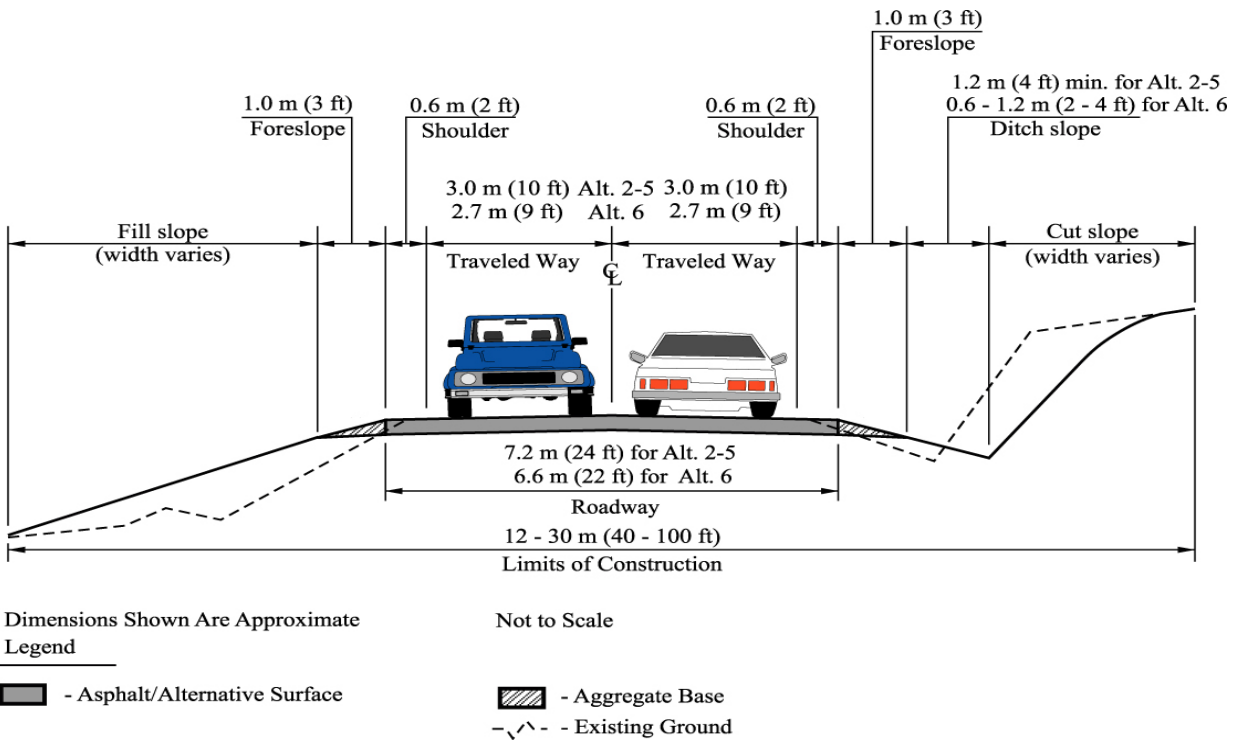 1.0 m (3 ft)
Foreslope
1.2 m (4 ft) min. for Alt. 2-5
0.6 - 1.2 m (2 - 4 ft) for Alt. 6
Ditch slope
1.0 m (3 ft)
Foreslope
0.6 m (2 ft)
Shoulder
0.6 m (2 ft)
Shoulder
3.0 m (10 ft) Alt. 2-5 3.0 m (10 ft)
2.7 m (9 ft) Alt. 6 2.7 m (9 ft)
Fill slope
(width varies)
Traveled Way
CL
Traveled Way
Cut slope
(width varies)
7.2 m (24 ft) for Alt. 2-5
6.6 m (22 ft) for Alt. 6
Roadway
12 - 30 m (40 - 100 ft)
Limits of Construction
Dimensions Shown Are Approximate
Not to Scale
Legend
- Asphalt/Alternative Surface
- Aggregate Base
- Existing Ground